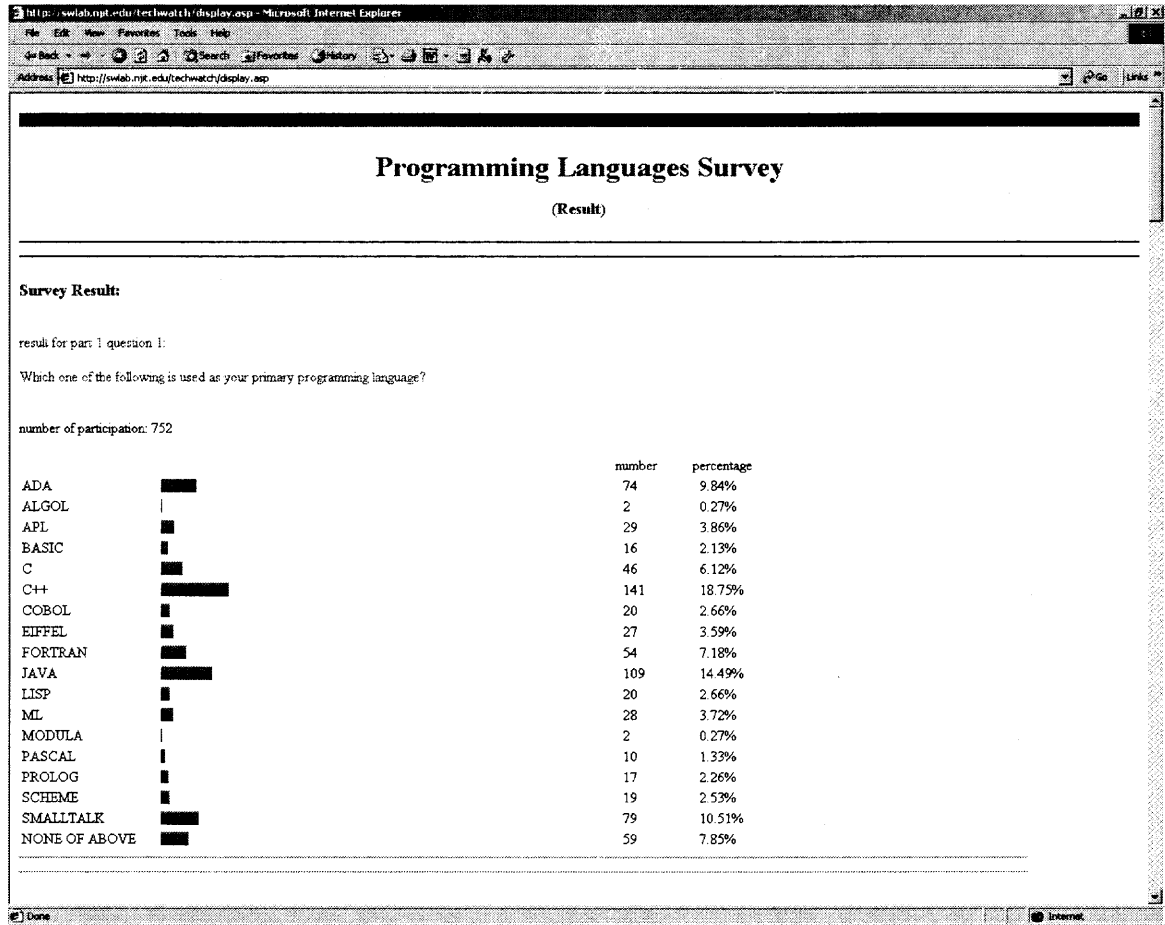 http://swlab.njit.edu/techwatch/display.asp - Microsoft Internet Explorer
File Edit View Favorites Tools Help
Back Search Favorites History
Address http://swlab.njit.edu/techwatch/display.asp Go Links »
Programming Languages Survey
(Result)
Survey Result:
result for part 1 question 1:
Which one of the following is used as your primary programming language?
number of participation: 752
number percentage
ADA 74 9.84%
ALGOL 2 0.27%
APL 29 3.86%
BASIC 16 2.13%
C 46 6.12%
C++ 141 18.75%
COBOL 20 2.66%
EIFFEL 27 3.59%
FORTRAN 54 7.18%
JAVA 109 14.49%
LISP 20 2.66%
ML 28 3.72%
MODULA 2 0.27%
PASCAL 10 1.33%
PROLOG 17 2.26%
SCHEME 19 2.53%
SMALLTALK 79 10.51%
NONE OF ABOVE 59 7.85%
Done Internet